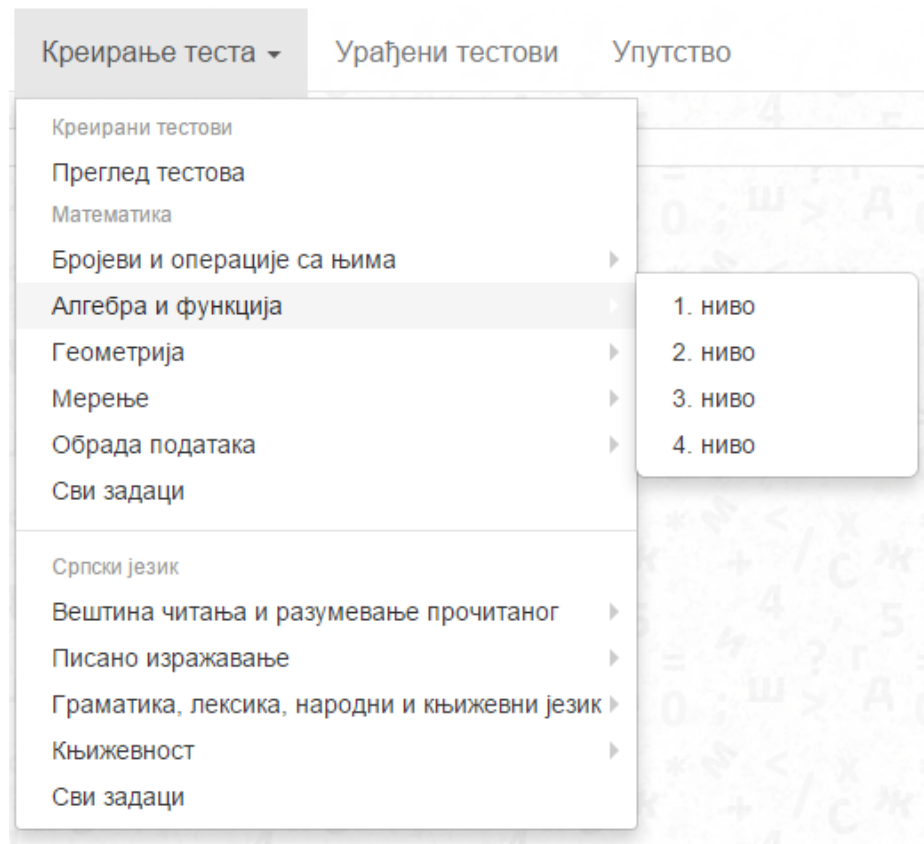 Креирање теста Урађени тестови Упутство
Креирани тестови
Преглед тестова
Математика
Бројеви и операције са њима
Алгебра и функција
1. ниво
Геометрија
2. ниво
Мерење
3. ниво
Обрада података
4. ниво
Сви задаци
Српски језик
Вештина читања и разумевање прочитаног
Писано изражавање
Граматика, лексика, народни и књижевни језик
Књижевност
Сви задаци